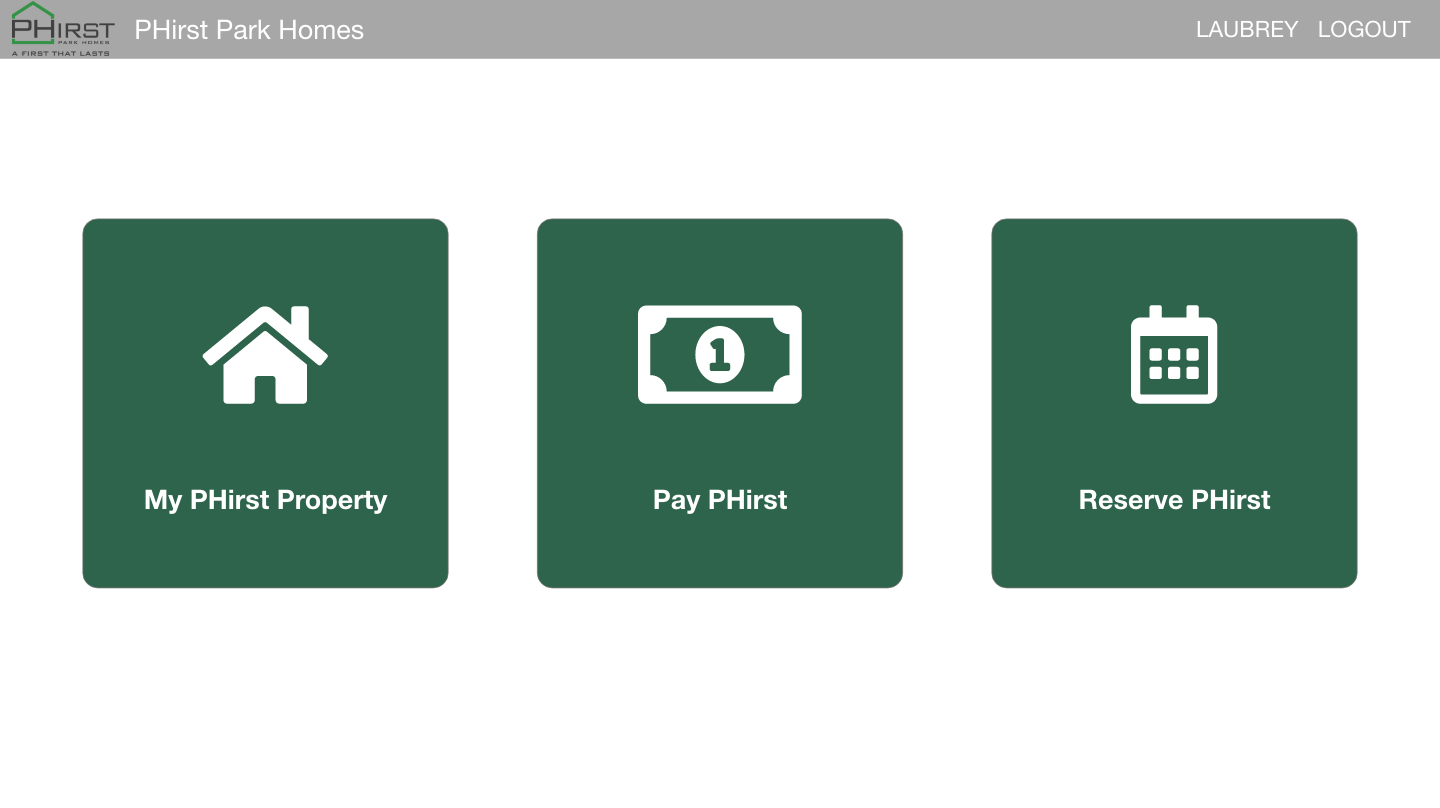 PHIRST
PARK HOMES
A FIRST THAT LASTS
PHirst Park Homes
LAUBREY LOGOUT
1
My PHirst Property
Pay PHirst
Reserve PHirst